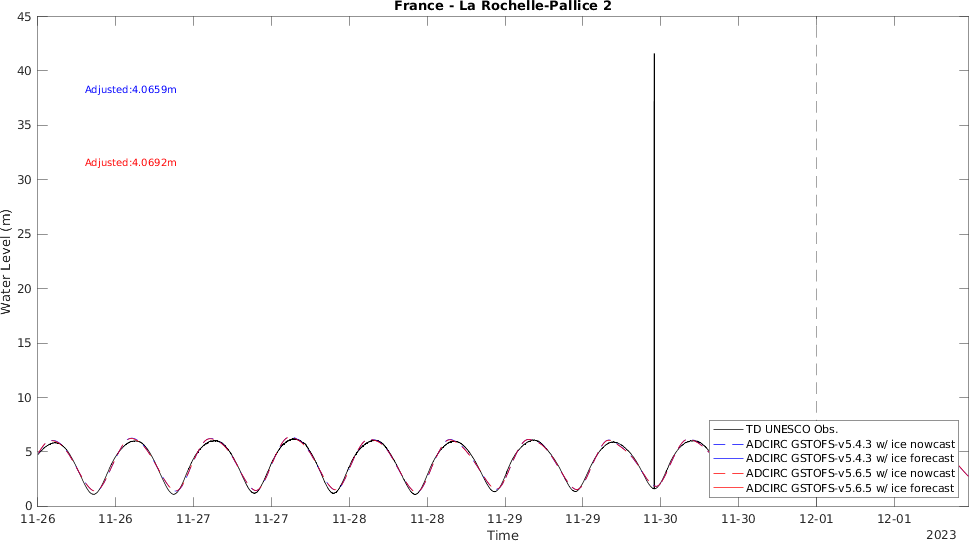 France - La Rochelle-Pallice 2
45
40
35
30
25
20
15
10
5
0
Water Level (m)
Adjusted:4.0659m
Adjusted:4.0692m
TD UNESCO Obs.
ADCIRC GSTOFS-v5.4.3 w/ ice nowcast
ADCIRC GSTOFS-v5.4.3 w/ ice forecast
ADCIRC GSTOFS-v5.6.5 w/ ice nowcast
ADCIRC GSTOFS-v5.6.5 w/ ice forecast
11-26 11-26 11-27 11-27 11-28 11-28 11-29 11-29 11-30 11-30 12-01 12-01
Time
2023